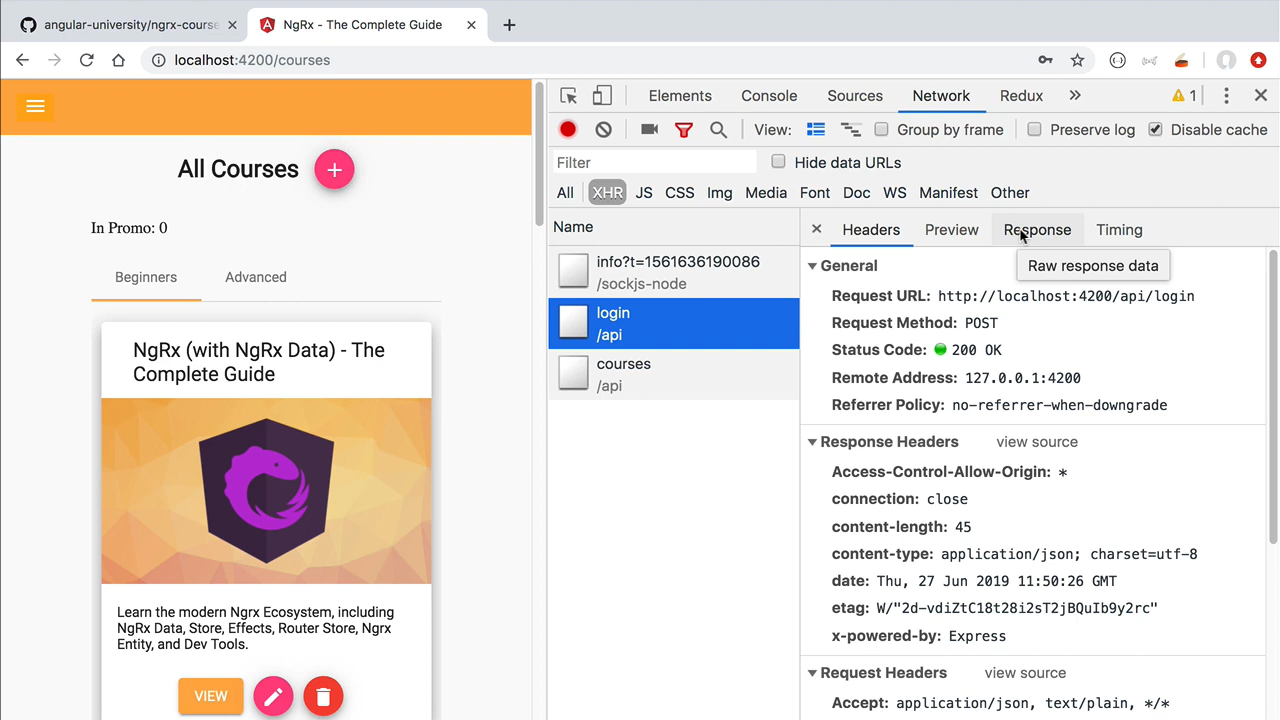 angular-university/ngrx-course
NgRx - The Complete Guide
localhost:4200/courses
All Courses
+
In Promo: 0
Beginners Advanced
NgRx (with NgRx Data) - The
Complete Guide
Learn the modern Ngrx Ecosystem, including
NgRx Data, Store, Effects, Router Store, Ngrx
Entity, and Dev Tools.
VIEW
Elements Console Sources Network Redux » 1
View: Group by frame Preserve log Disable cache
Filter Hide data URLs
All XHR JS CSS Img Media Font Doc WS Manifest Other
Name
info?t=1561636190086
/sockjs-node
login
/api
courses
/api
Headers Preview Response Timing
Raw response data
General
Request URL: http://localhost:4200/api/login
Request Method: POST
Status Code: 200 OK
Remote Address: 127.0.0.1:4200
Referrer Policy: no-referrer-when-downgrade
Response Headers view source
Access-Control-Allow-Origin: *
connection: close
content-length: 45
content-type: application/json; charset=utf-8
date: Thu, 27 Jun 2019 11:50:26 GMT
etag: W/"2d-vdiZtC18t28i2sT2jBQuIb9y2rc"
x-powered-by: Express
Request Headers view source
Accept: application/json, text/plain, */*